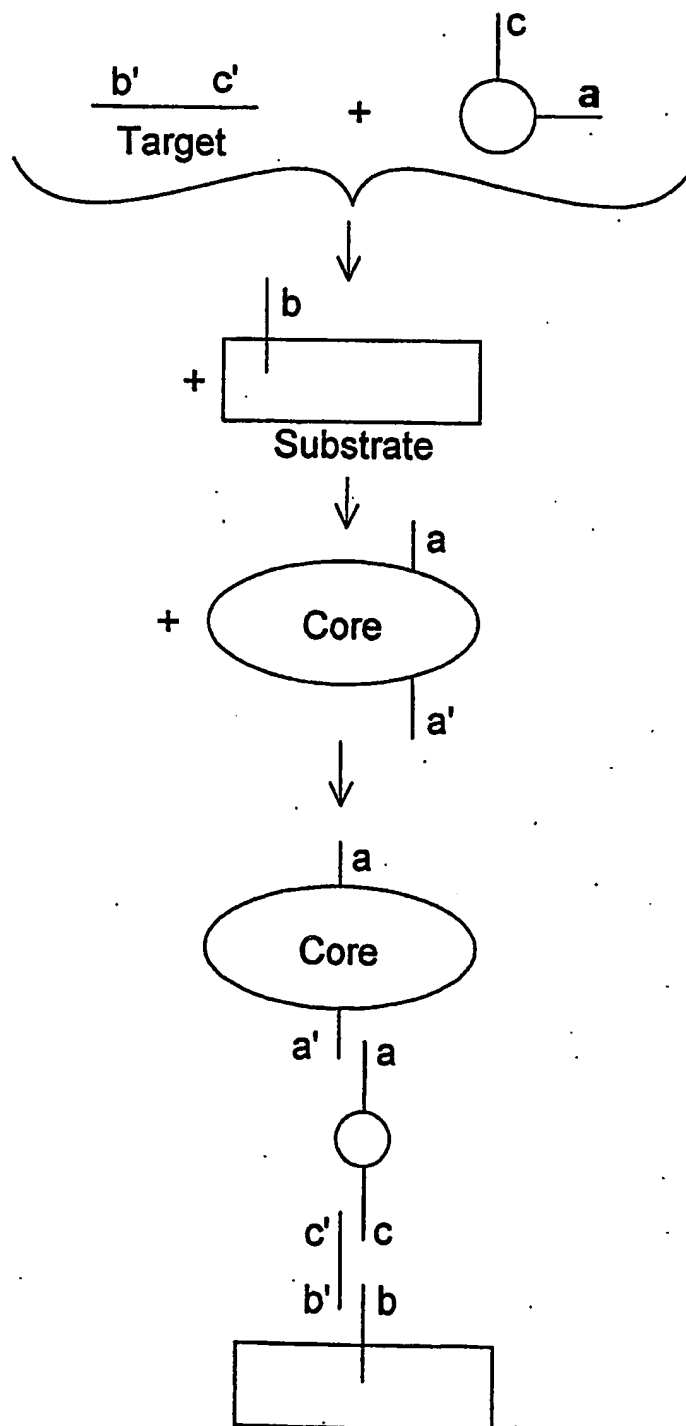 c
b' c'
+ a
Target
b
+
Substrate
a
+ Core
a'
a
Core
a' a
c' c
b' b